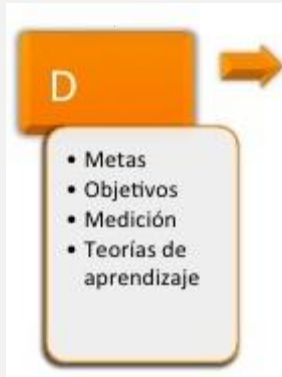 D
• Metas
• Objetivos
• Medición
• Teorías de
aprendizaje